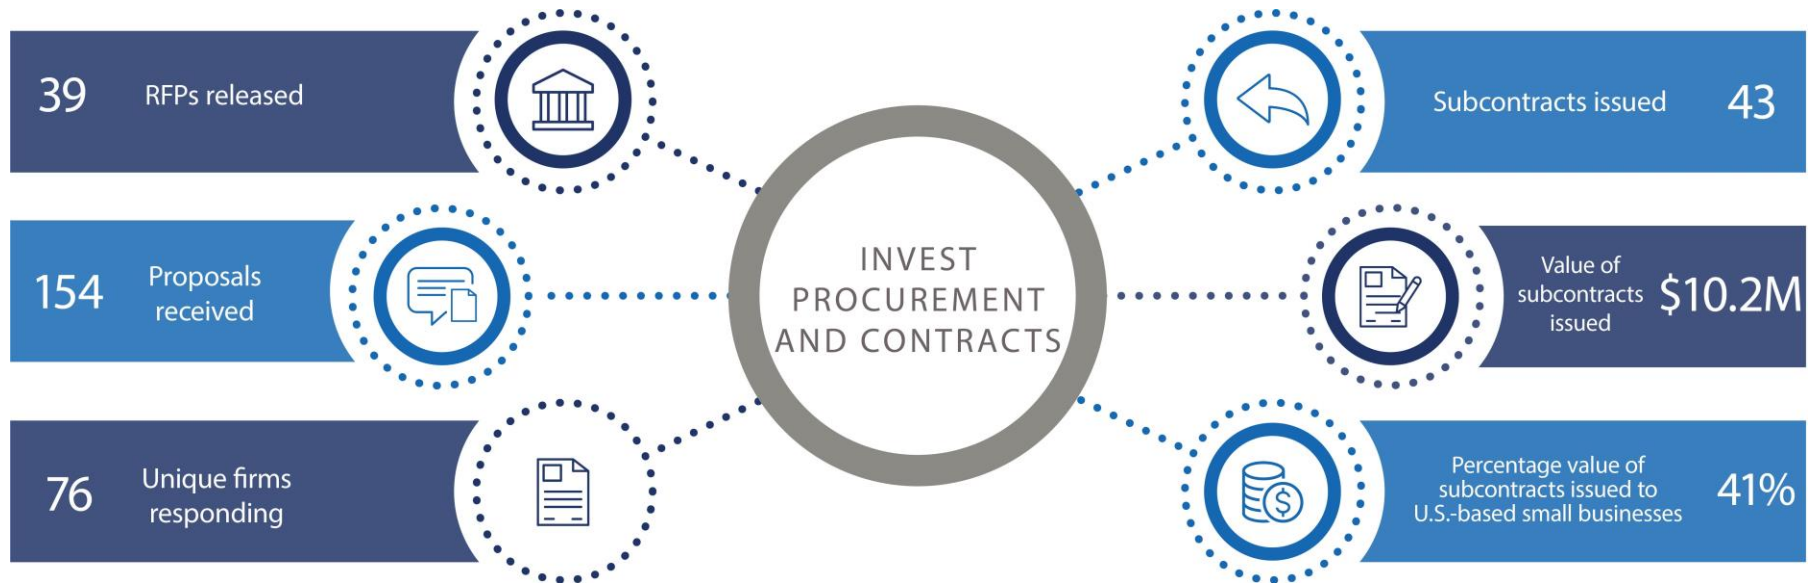 39
RFPs released
154
Proposals
received
76
Unique firms
responding
INVEST
PROCUREMENT
AND CONTRACTS
Subcontracts issued
43
Value of
subcontracts
issued
$10.2M
Percentage value of
subcontracts issued to
U.S.-based small businesses
41%